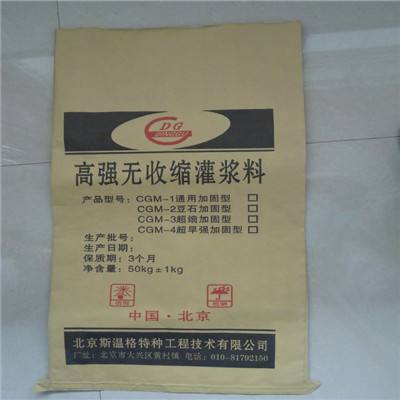 DG
DINGGU
高强无收缩灌浆料
产品型号：CGM-1通用加固型
CGM-2豆石加固型
CGM-3超细加固型
CGM-4超早强加固型
生产批号：
生产日期：
保质期：3个月
净含量：50kg±1kg
中国·北京
北京斯温格特种工程技术有限公司
厂址：北京市大兴区黄村镇 电话：010-81792150